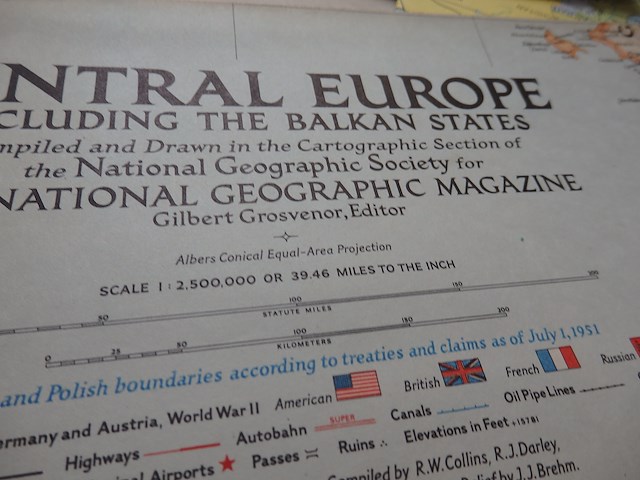 NTRAL EUROPE
CLUDING THE BALKAN STATES
mpiled and Drawn in the Cartographic Section of
the National Geographic Society for
NATIONAL GEOGRAPHIC MAGAZINE
Gilbert Grosvenor, Editor
Albers Conical Equal-Area Projection
SCALE 1:2,500,000 OR 39.46 MILES TO THE INCH
50 100 150 200
STATUTE MILES
0 25 50 100 150 200
KILOMETERS
and Polish boundaries according to treaties and claims as of July 1, 1951
ermany and Austria, World War II American British French Russian
Highways Autobahn SUPER Canals Oil Pipe Lines
al Airports Passes Ruins Elevations in Feet
Compiled by R.W. Collins, R.J. Darley,
Relief by J.J. Brehm.